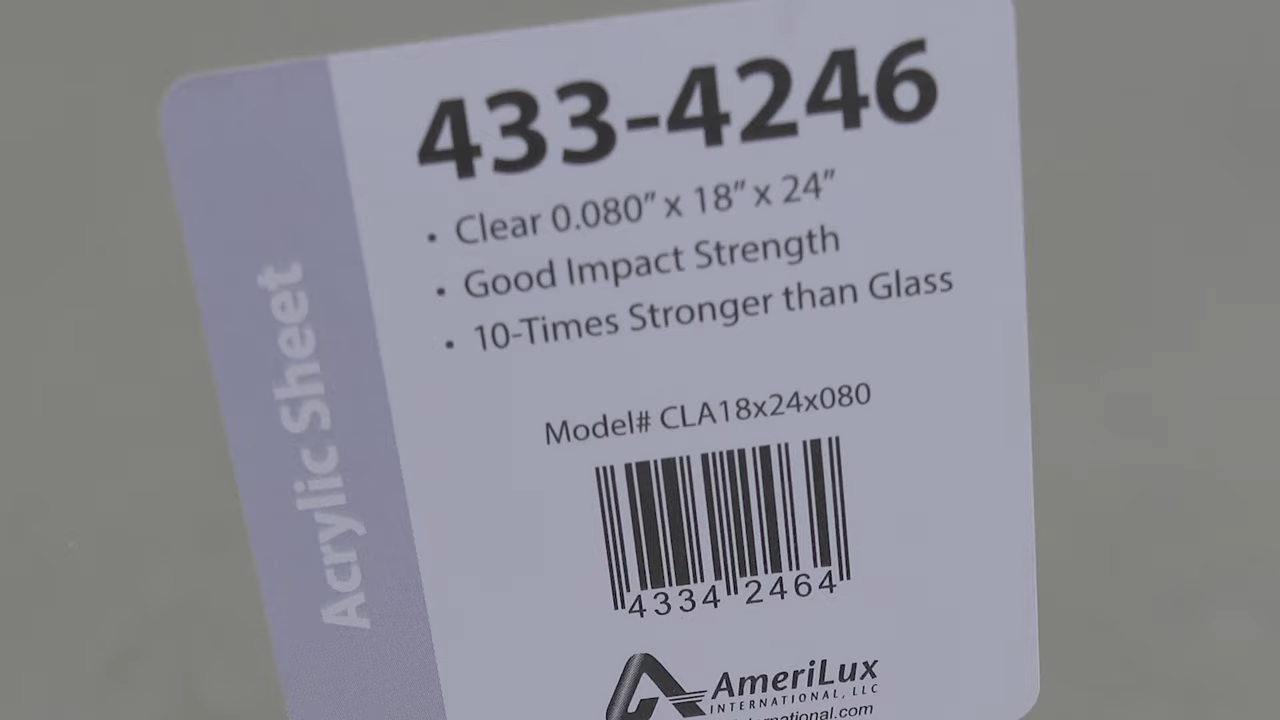 Acrylic Sheet
433-4246
• Clear 0.080” x 18” x 24”
• Good Impact Strength
• 10-Times Stronger than Glass
Model# CLA18x24x080
4334 2464
AmeriLux
INTERNATIONAL, LLC